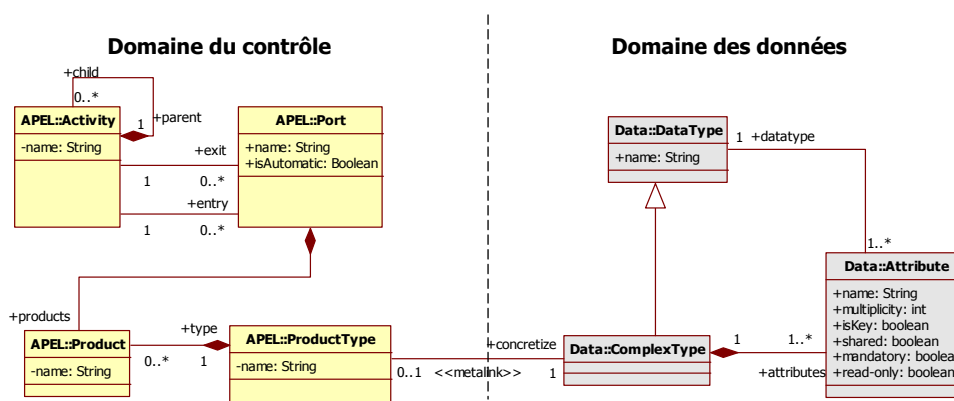 Domaine du contrôle
Domaine des données
+child
0..*
1
+parent
APEL::Activity
-name: String
APEL::Port
+name: String
+isAutomatic: Boolean
+exit
1
0..*
+entry
1
0..*
+products
APEL::Product
-name: String
+type
0..*
1
APEL::ProductType
-name: String
+concretize
0..1
<<metalink>>
1
Data::DataType
+name: String
1
+datatype
1..*
Data::ComplexType
1
1..*
+attributes
Data::Attribute
+name: String
+multiplicity: int
+isKey: boolean
+shared: boolean
+mandatory: boolea
+read-only: boolean